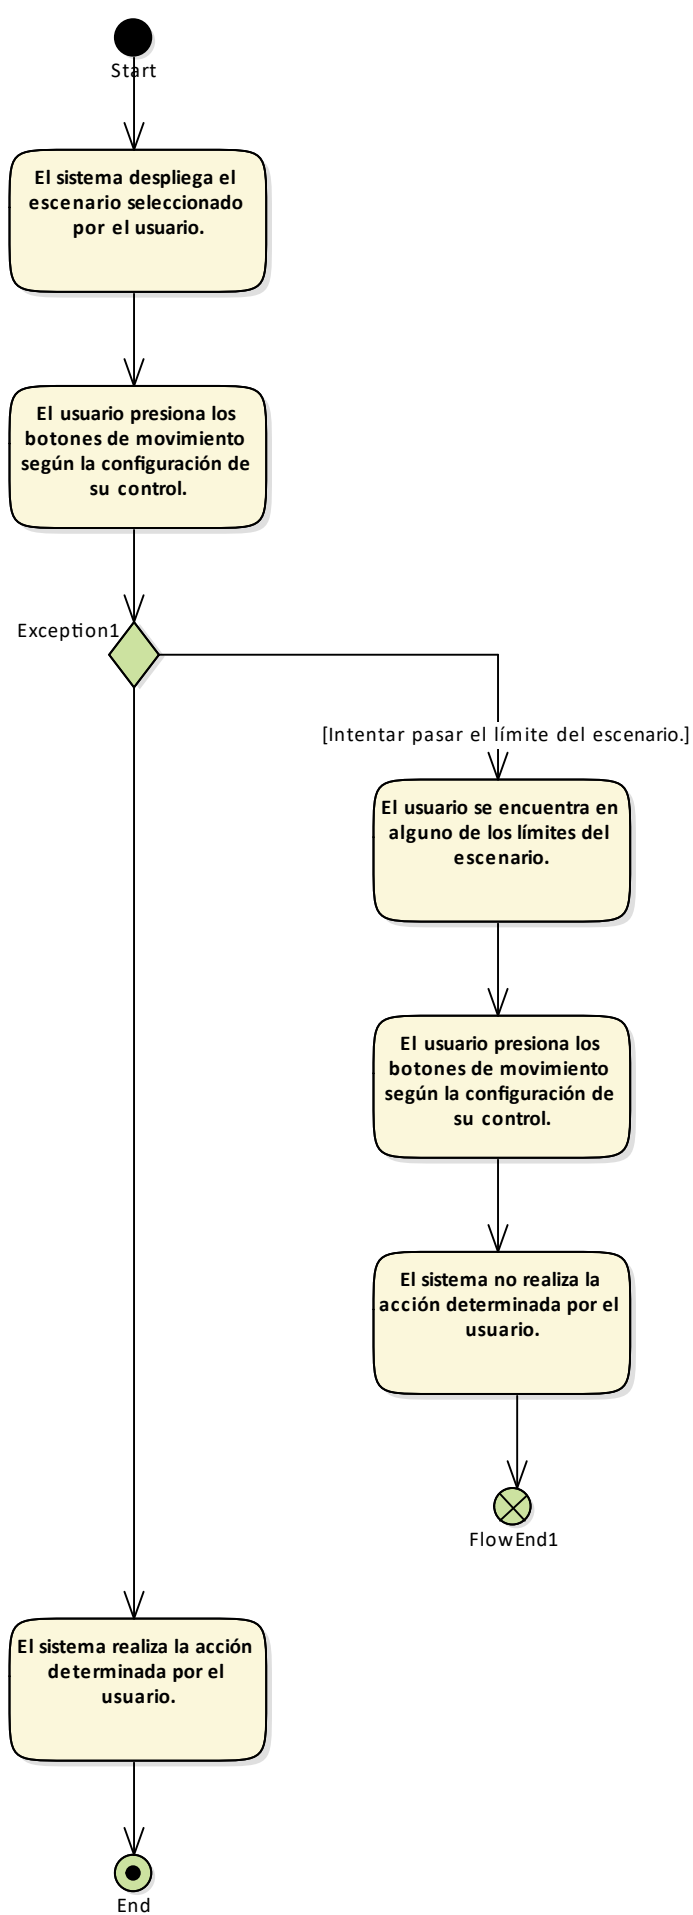 Start
El sistema despliega el
escenario seleccionado
por el usuario.
El usuario presiona los
botones de movimiento
según la configuración de
su control.
Exception1
[Intentar pasar el límite del escenario.]
El usuario se encuentra en
alguno de los límites del
escenario.
El usuario presiona los
botones de movimiento
según la configuración de
su control.
El sistema no realiza la
acción determinada por el
usuario.
FlowEnd1
El sistema realiza la acción
determinada por el
usuario.
End